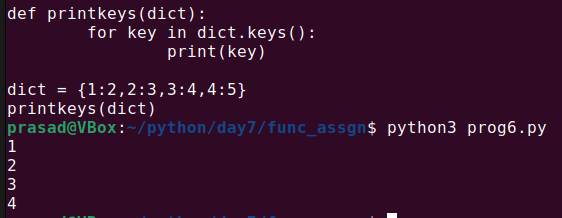 def printkeys(dict):
        for key in dict.keys():
                print(key)

dict = {1:2,2:3,3:4,4:5}
printkeys(dict)
prasad@VBox:~/python/day7/func_assgn$ python3 prog6.py
1
2
3
4